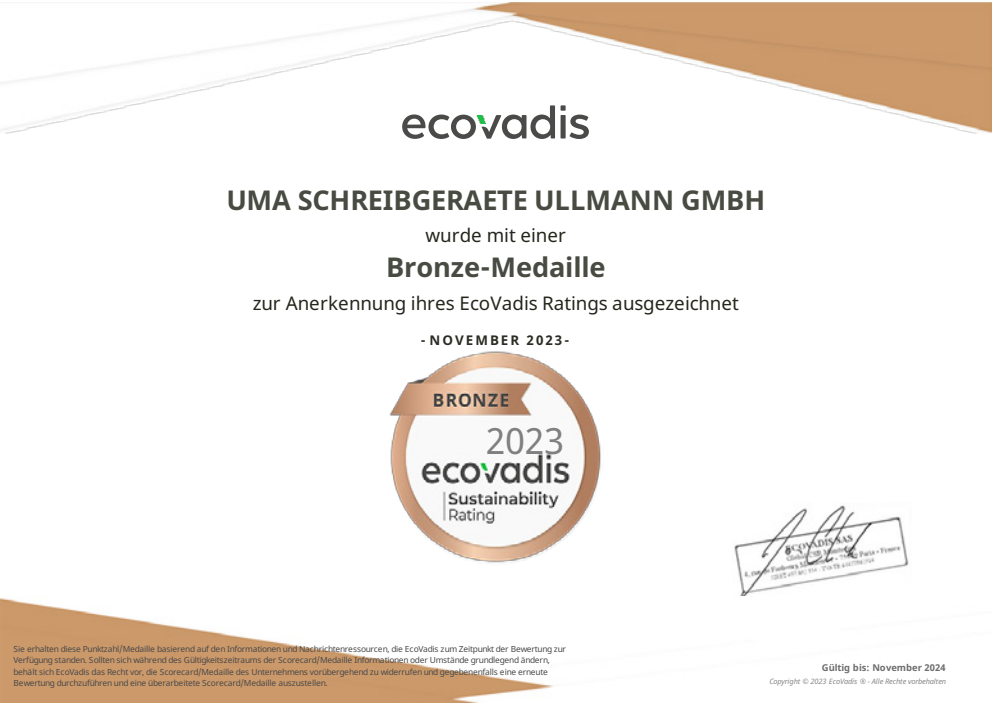 ecovadis
UMA SCHREIBGERAETE ULLMANN GMBH
wurde mit einer
Bronze-Medaille
zur Anerkennung ihres EcoVadis Ratings ausgezeichnet
- NOVEMBER 2023-
BRONZE
2023
ecovadis
Sustainability
Rating
ECOVADIS SAS
Paris - France
Sie erhalten diese Punktzahl/Medaille basierend auf den Informationen und Nachrichtenressourcen, die EcoVadis zum Zeitpunkt der Bewertung zur
Verfügung standen. Sollten sich während des Gültigkeitszeitraums der Scorecard/Medaille Informationen oder Umstände grundlegend ändern,
behält sich EcoVadis das Recht vor, die Scorecard/Medaille des Unternehmens vorübergehend zu widerrufen und gegebenenfalls eine erneute
Bewertung durchzuführen und eine überarbeitete Scorecard/Medaille auszustellen.
Gültig bis: November 2024
Copyright © 2023 EcoVadis ® - Alle Rechte vorbehalten